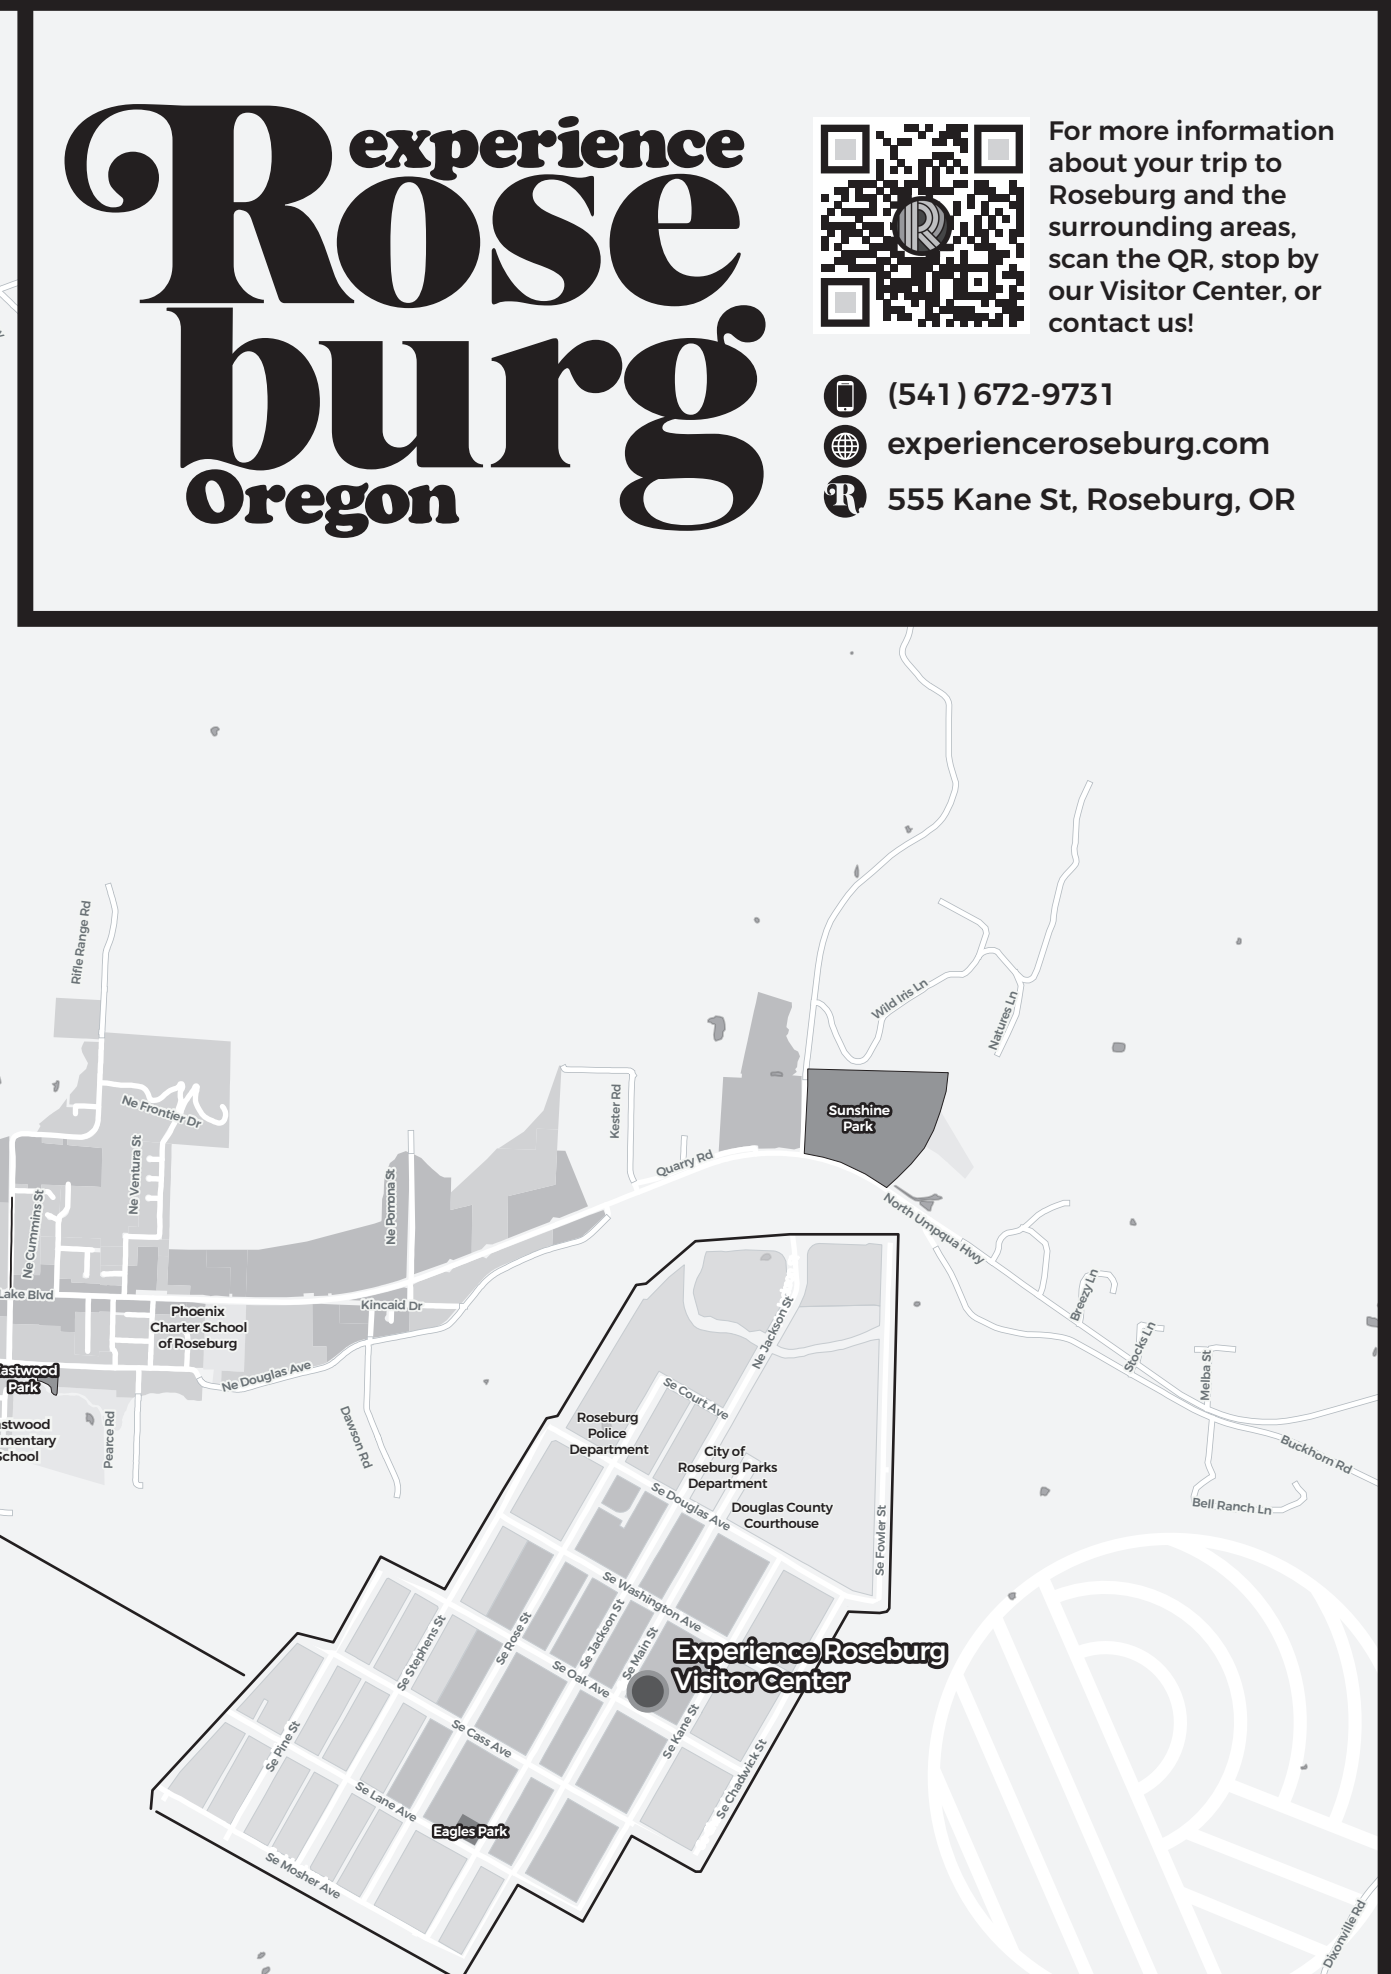 experience
Rose
burg
Oregon
For more information
about your trip to
Roseburg and the
surrounding areas,
scan the QR, stop by
our Visitor Center, or
contact us!
(541) 672-9731
experienceroseburg.com
555 Kane St, Roseburg, OR
Rifle Range Rd
Wild Iris Ln
Natures Ln
Ne Frontier Dr
Kester Rd
Sunshine
Park
Ne Ventura St
Quarry Rd
Ne Pomona St
Ne Cummins St
North Umpqua Hwy
Lake Blvd
Kincaid Dr
Breezy Ln
Phoenix
Charter School
of Roseburg
Ne Jackson St
Stocks Ln
Melba St
Ne Douglas Ave
Park
Se Court Ave
Pearce Rd
Dawson Rd
Roseburg
Police
Department
City of
Roseburg Parks
Department
Buckhorn Rd
School
Se Douglas Ave
Douglas County
Courthouse
Bell Ranch Ln
Se Fowler St
Se Washington Ave
Se Stephens St
Se Rose St
Se Jackson St
Se Main St
Experience Roseburg
Visitor Center
Se Oak Ave
Se Pine St
Se Cass Ave
Se Kane St
Se Chadwick St
Se Lane Ave
Eagles Park
Se Mosher Ave
Dixonville Rd